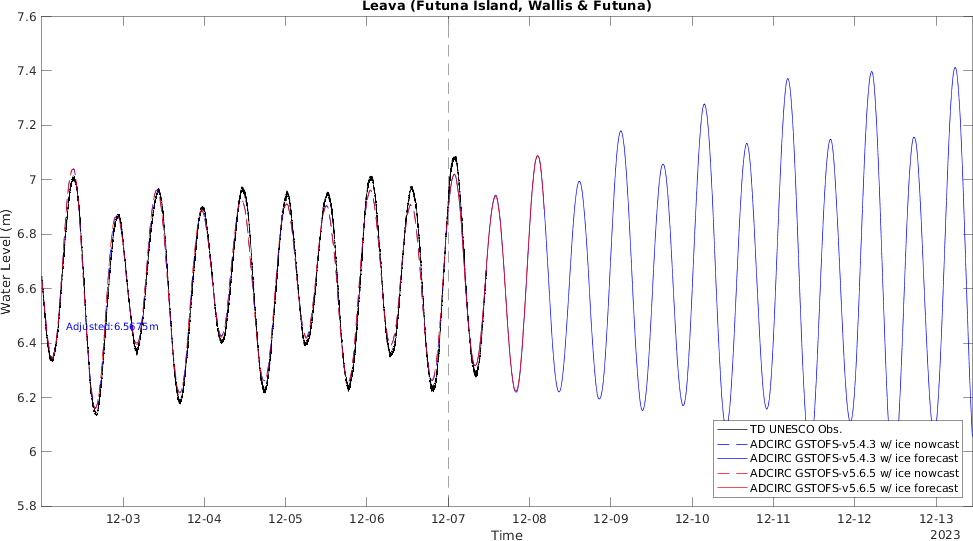 Leava (Futuna Island, Wallis & Futuna)
7.6
7.4
7.2
7
6.8
6.6
6.4
6.2
6
5.8
Water Level (m)
Adjusted:6.5675m
TD UNESCO Obs.
ADCIRC GSTOFS-v5.4.3 w/ ice nowcast
ADCIRC GSTOFS-v5.4.3 w/ ice forecast
ADCIRC GSTOFS-v5.6.5 w/ ice nowcast
ADCIRC GSTOFS-v5.6.5 w/ ice forecast
12-03 12-04 12-05 12-06 12-07 12-08 12-09 12-10 12-11 12-12 12-13
Time
2023